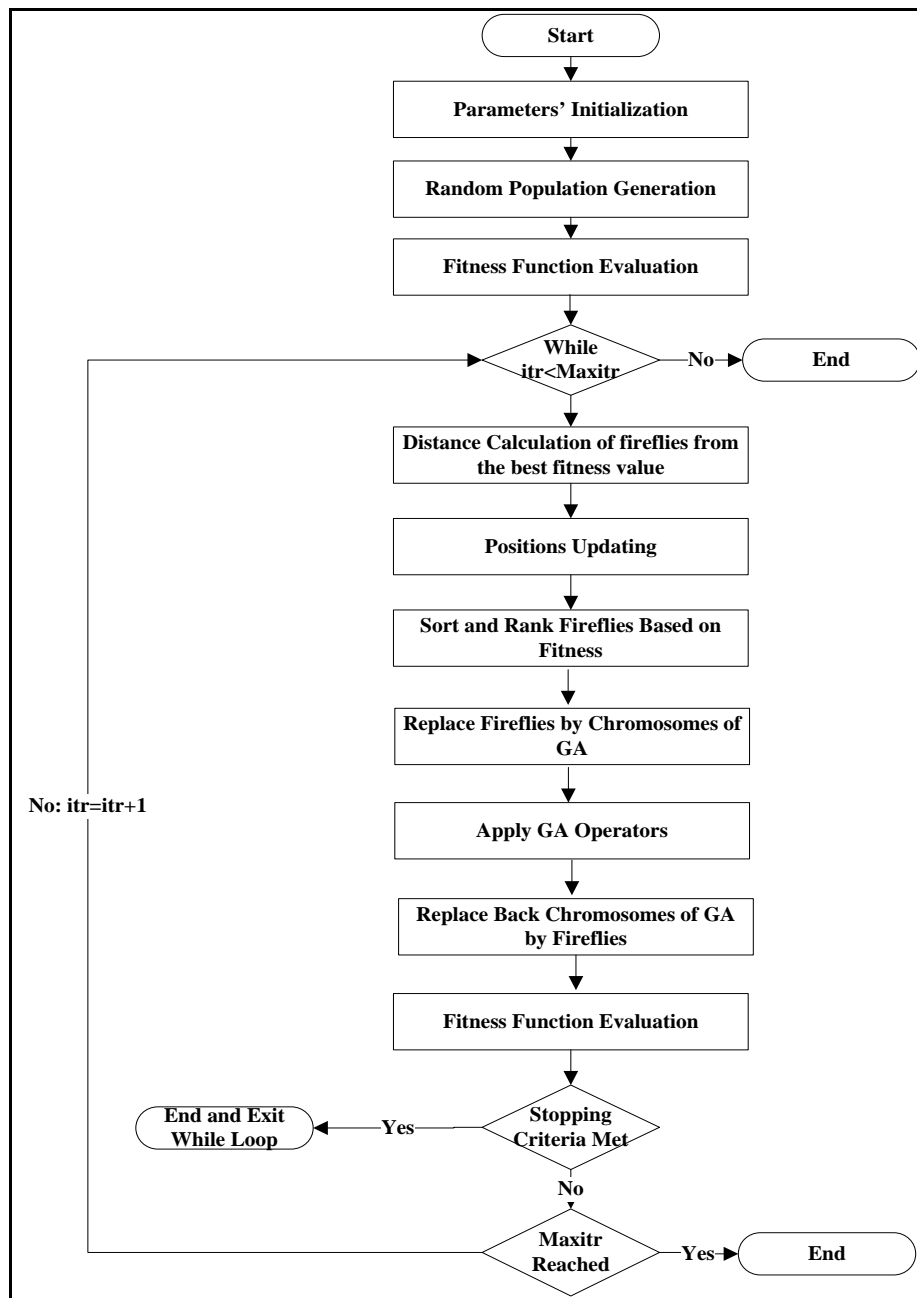 Start
Parameters' Initialization
Random Population Generation
Fitness Function Evaluation
While
itr<Maxitr
No
End
Distance Calculation of fireflies from
the best fitness value
Positions Updating
Sort and Rank Fireflies Based on
Fitness
Replace Fireflies by Chromosomes of
GA
No: itr=itr+1
Apply GA Operators
Replace Back Chromosomes of GA
by Fireflies
Fitness Function Evaluation
End and Exit
While Loop
Yes
Stopping
Criteria Met
No
Maxitr
Reached
Yes
End